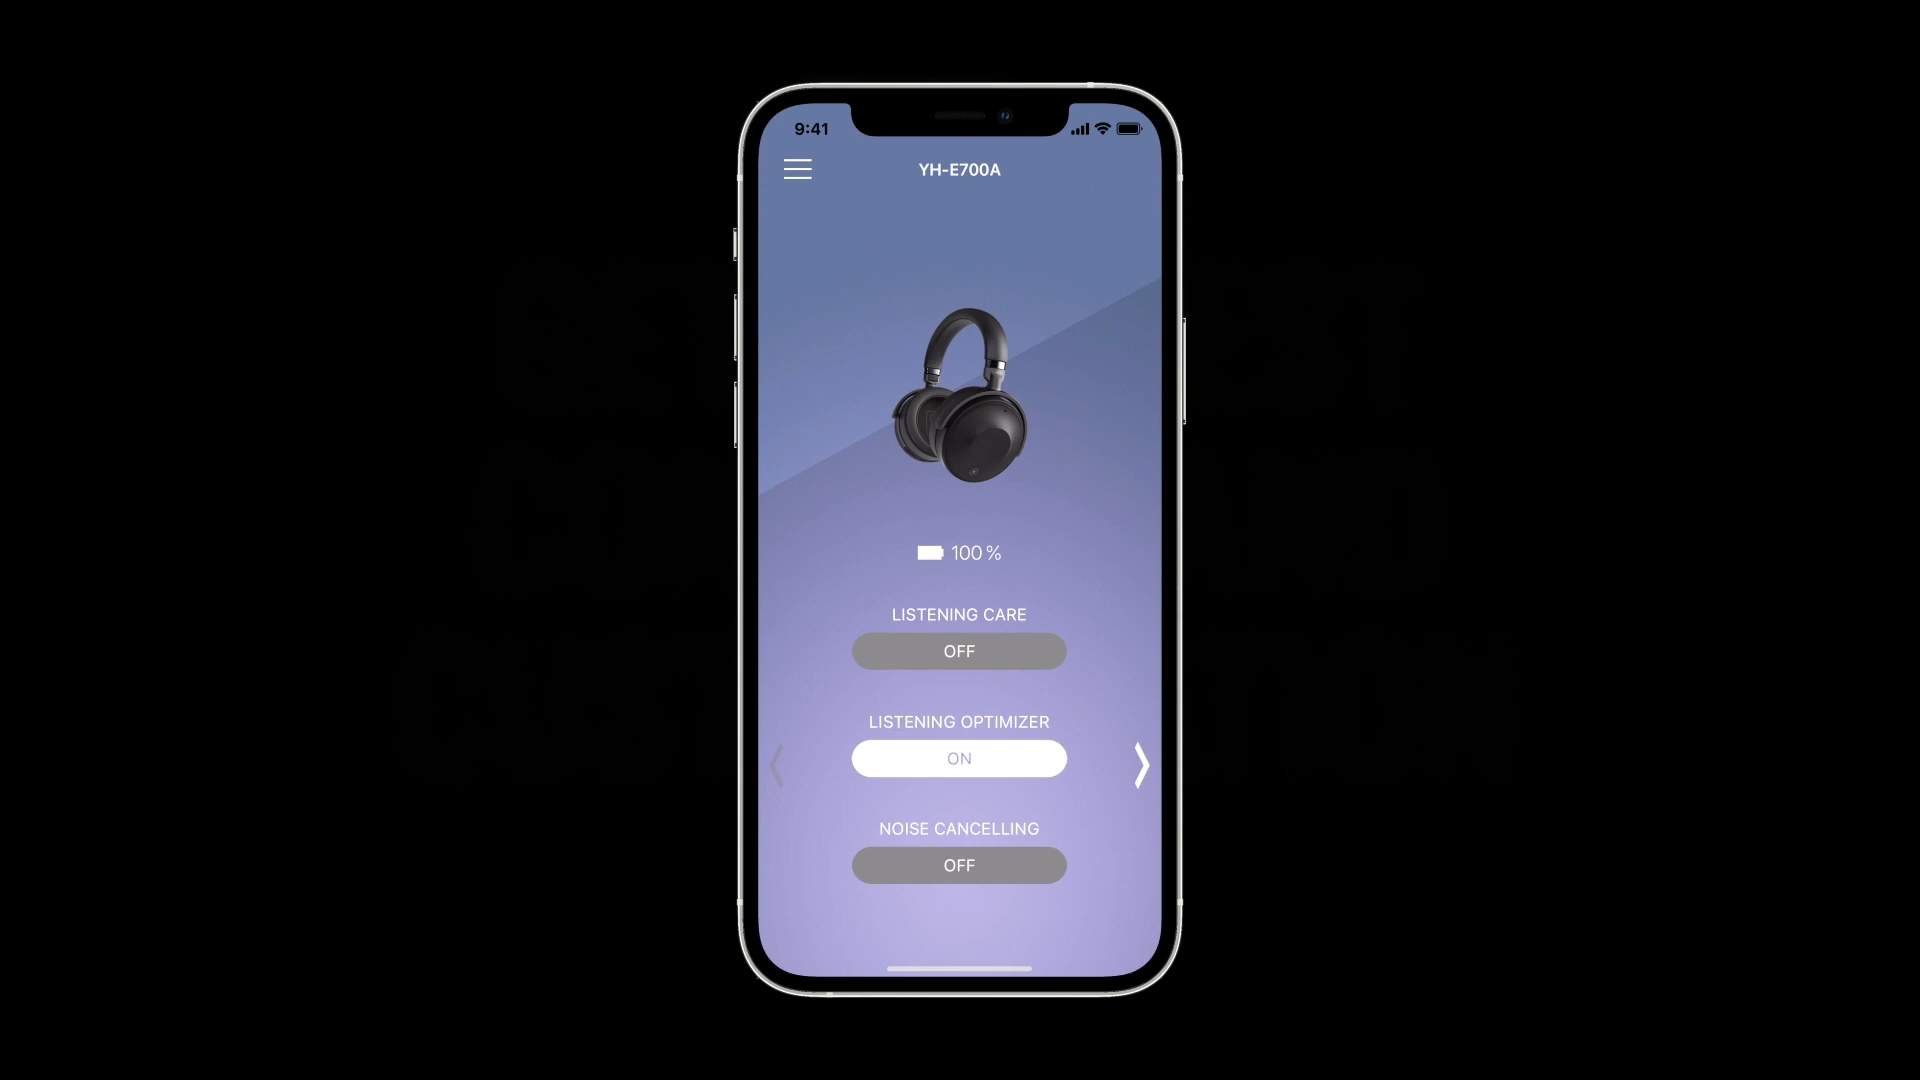 9:41
YH-E700A
100 %
LISTENING CARE
OFF
LISTENING OPTIMIZER
ON
NOISE CANCELLING
OFF